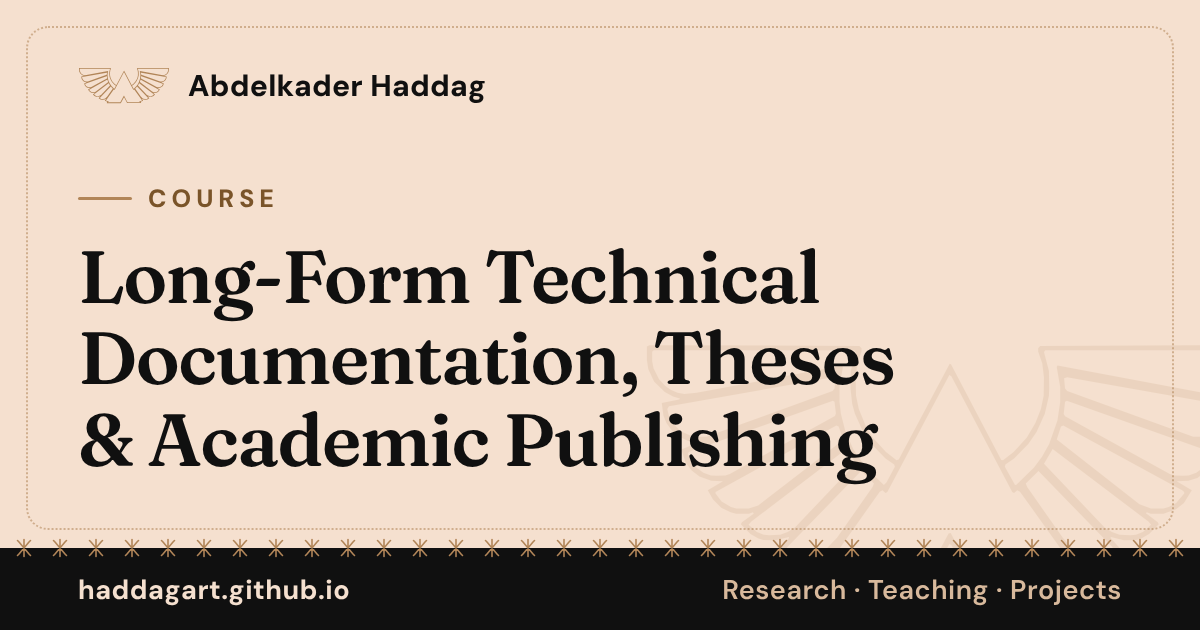 Abdelkader Haddag
COURSE
Long-Form Technical
Documentation, Theses
& Academic Publishing
haddagart.github.io
Research · Teaching · Projects